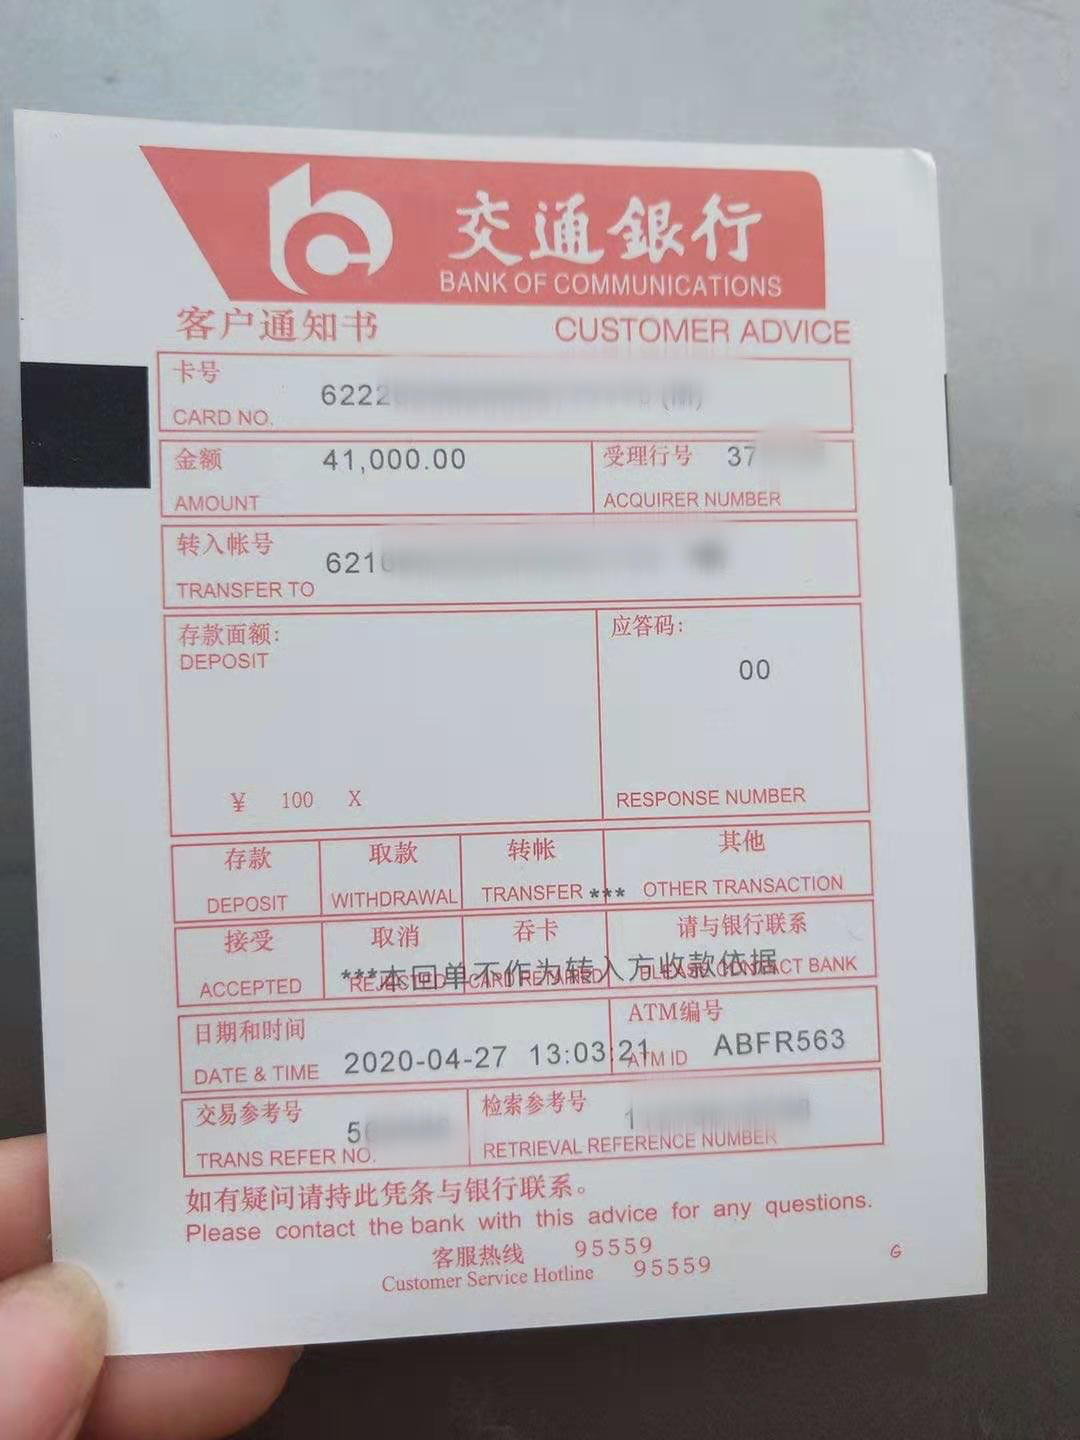 交通銀行
BANK OF COMMUNICATIONS
客户通知书 CUSTOMER ADVICE
卡号
CARD NO. 6222
金额 41,000.00
AMOUNT
受理行号 37
ACQUIRER NUMBER
转入帐号
TRANSFER TO 621
存款面额:
DEPOSIT
¥ 100 X
应答码:
00
RESPONSE NUMBER
存款 取款 转帐 其他
DEPOSIT WITHDRAWAL TRANSFER *** OTHER TRANSACTION
接受 取消 吞卡 请与银行联系
***本回单不作为转入方收款依据
ACCEPTED REJECTED CARD RETAINED PLEASE CONTACT BANK
日期和时间
DATE & TIME 2020-04-27 13:03:21
ATM编号
ATM ID ABFR563
交易参考号 5
TRANS REFER NO.
检索参考号 1
RETRIEVAL REFERENCE NUMBER
如有疑问请持此凭条与银行联系。
Please contact the bank with this advice for any questions.
客服热线 95559
Customer Service Hotline 95559
G